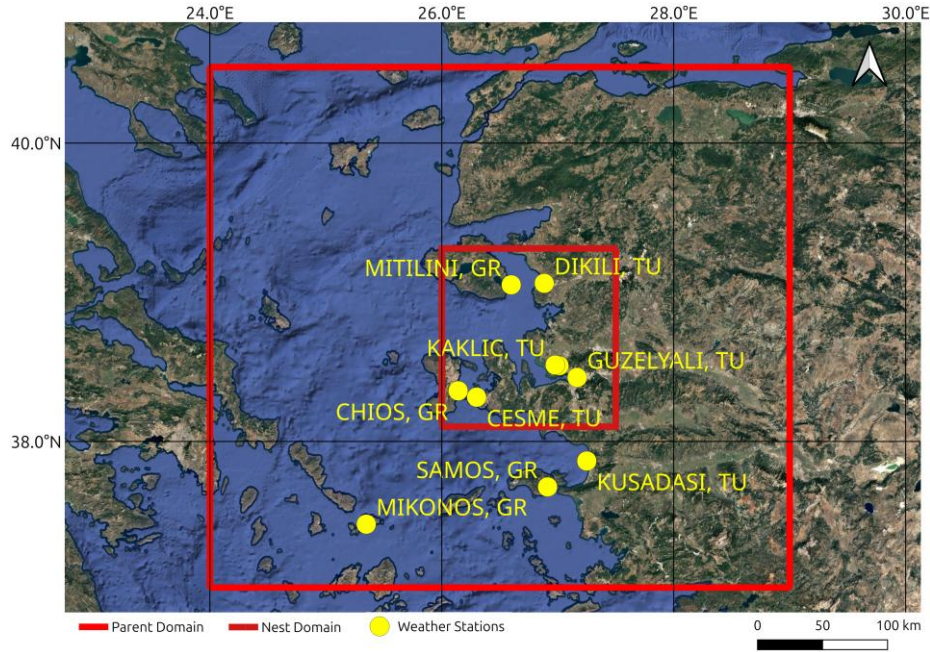 24.0°E 26.0°E 28.0°E 30.0°E
40.0°N
MITILINI, GR DIKILI, TU
KAKLIC, TU GUZELYALI, TU
CHIOS, GR CESME, TU
38.0°N
SAMOS, GR KUSADASI, TU
MIKONOS, GR
Parent Domain Nest Domain Weather Stations
0 50 100 km